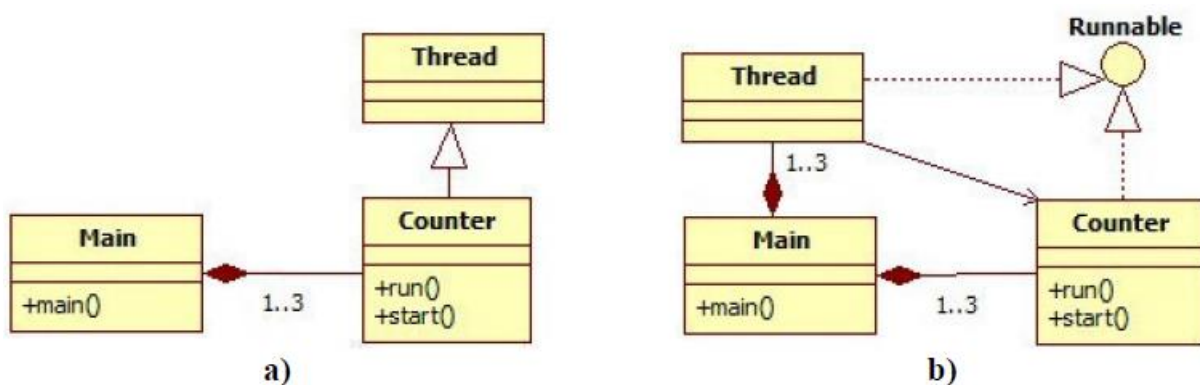 Thread
Main
+main()
1..3
Counter
+run()
+start()
a)
Runnable
Thread
1..3
Main
+main()
1..3
Counter
+run()
+start()
b)